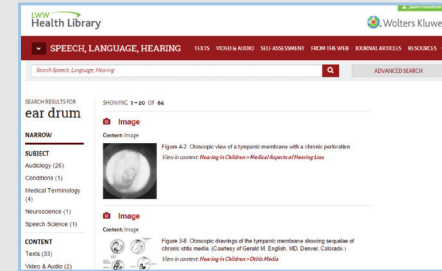 LWW
Health Library
Wolters Kluwe
SPEECH, LANGUAGE, HEARING
TEXTS VIDEO & AUDIO SELF-ASSESSMENT FROM THE WEB JOURNAL ARTICLES RESOURCES
Search Speech, Language, Hearing
ADVANCED SEARCH
SEARCH RESULTS FOR
ear drum
NARROW
SUBJECT
Audiology (26)
Conditions (1)
Medical Terminology
(4)
Neuroscience (1)
Speech Science (1)
CONTENT
Texts (33)
Video & Audio (2)
SHOWING 1-20 OF 64
Image
Content: Image
Figure 4-2. Otoscopic view of a tympanic membrane with a chronic perforation.
View in context: Hearing in Children > Medical Aspects of Hearing Loss
Image
Content: Image
Figure 3-8. Otoscopic drawings of the tympanic membrane showing sequelae of
chronic otitis media. (Courtesy of Gerald M. English, MD, Denver, Colorado.)
View in context: Hearing in Children > Otitis Media